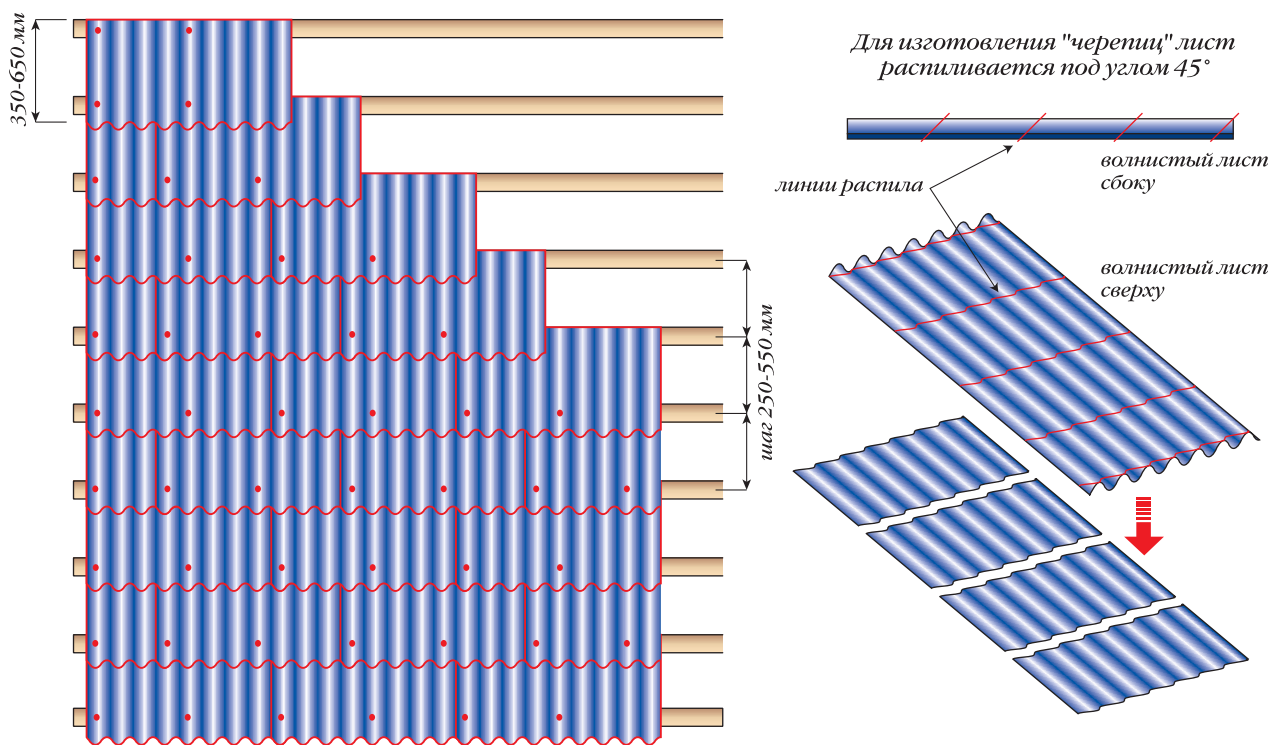 350-650 мм
Для изготовления "черепиц" лист
распиливается под углом 45°
волнистый лист
сбоку
линии распила
волнистый лист
сверху
шаг 250-550 мм